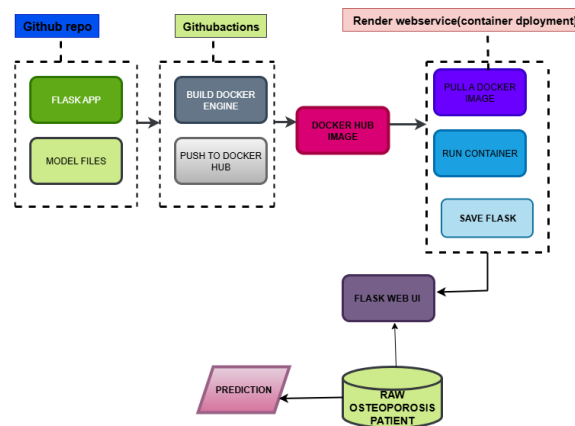 Github repo
Githubactions
Render webservice(container dployment)
FLASK APP
MODEL FILES
BUILD DOCKER
ENGINE
PUSH TO DOCKER
HUB
DOCKER HUB
IMAGE
PULL A DOCKER
IMAGE
RUN CONTAINER
SAVE FLASK
FLASK WEB UI
PREDICTION
RAW
OSTEOPOROSIS
PATIENT